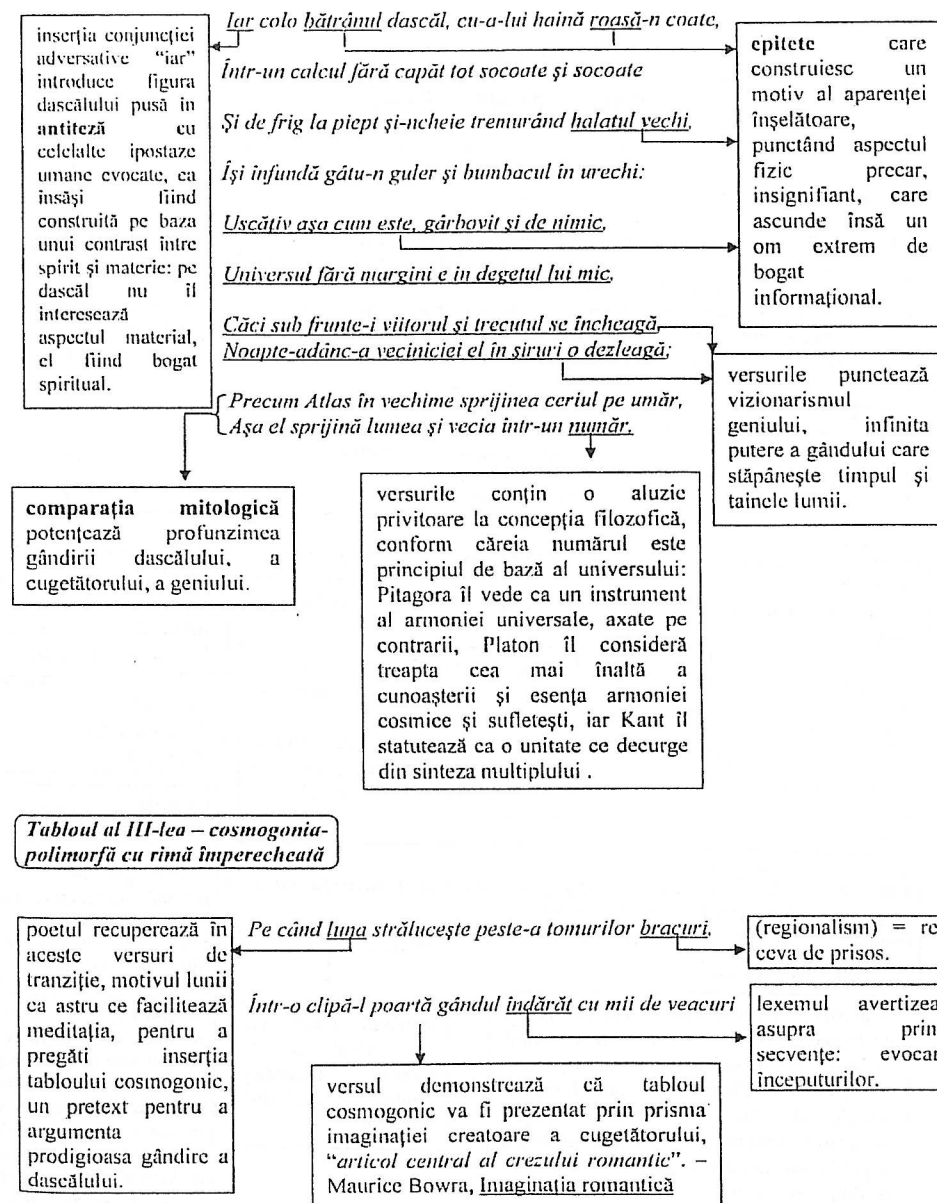 Iar colo bătrânul dascăl, cu-a-lui haină roasă-n coate,
Într-un calcul fără capăt tot socoate şi socoate
Şi de frig la piept şi-ncheie tremurând halatul vechi,
Îşi înfundă gâtu-n guler şi bumbacul în urechi:
Uscăţiv aşa cum este, gârbovit şi de nimic,
Universul fără margini e in degetul lui mic,
Căci sub frunte-i viitorul şi trecutul se încheagă,
Noapte-adânc-a veciniciei el în şiruri o dezleagă;
Precum Atlas în vechime sprijinea ceriul pe umăr,
Aşa el sprijină lumea şi vecia într-un număr.
inserţia conjuncţiei
adversative “iar”
introduce figura
dascălului pusă in
antiteză cu
celelalte ipostaze
umane evocate, ea
însăşi fiind
construită pe baza
unui contrast între
spirit şi materie: pe
dascăl nu îl
interesează
aspectul material,
el fiind bogat
spiritual.
epitete care
construiesc un
motiv al aparenţei
înşelătoare,
punctând aspectul
fizic precar,
insignifiant, care
ascunde însă un
om extrem de
bogat
informaţional.
versurile punctează
vizionarismul
geniului, infinita
putere a gândului care
stăpâneşte timpul şi
tainele lumii.
comparaţia mitologică
potenţează profunzimea
gândirii dascălului, a
cugetătorului, a geniului.
versurile conţin o aluzie
privitoare la concepţia filozofică,
conform căreia numărul este
principiul de bază al universului:
Pitagora îl vede ca un instrument
al armoniei universale, axate pe
contrarii, Platon îl consideră
treapta cea mai înaltă a
cunoaşterii şi esenţa armoniei
cosmice şi sufleteşti, iar Kant îl
statutează ca o unitate ce decurge
din sinteza multiplului .
Tabloul al III-lea – cosmogonia-
polimorfă cu rimă împerecheată
Pe când luna străluceşte peste-a tomurilor bracuri,
Într-o clipă-l poartă gândul îndărăt cu mii de veacuri
poetul recuperează în
aceste versuri de
tranziţie, motivul lunii
ca astru ce facilitează
meditaţia, pentru a
pregăti inserţia
tabloului cosmogonic,
un pretext pentru a
argumenta
prodigioasa gândire a
dascălului.
(regionalism) = re
ceva de prisos.
lexemul avertizea
asupra prin
secvenţe: evocar
începuturilor.
versul demonstrează că tabloul
cosmogonic va fi prezentat prin prisma
imaginaţiei creatoare a cugetătorului,
“articol central al crezului romantic”. –
Maurice Bowra, Imaginaţia romantică